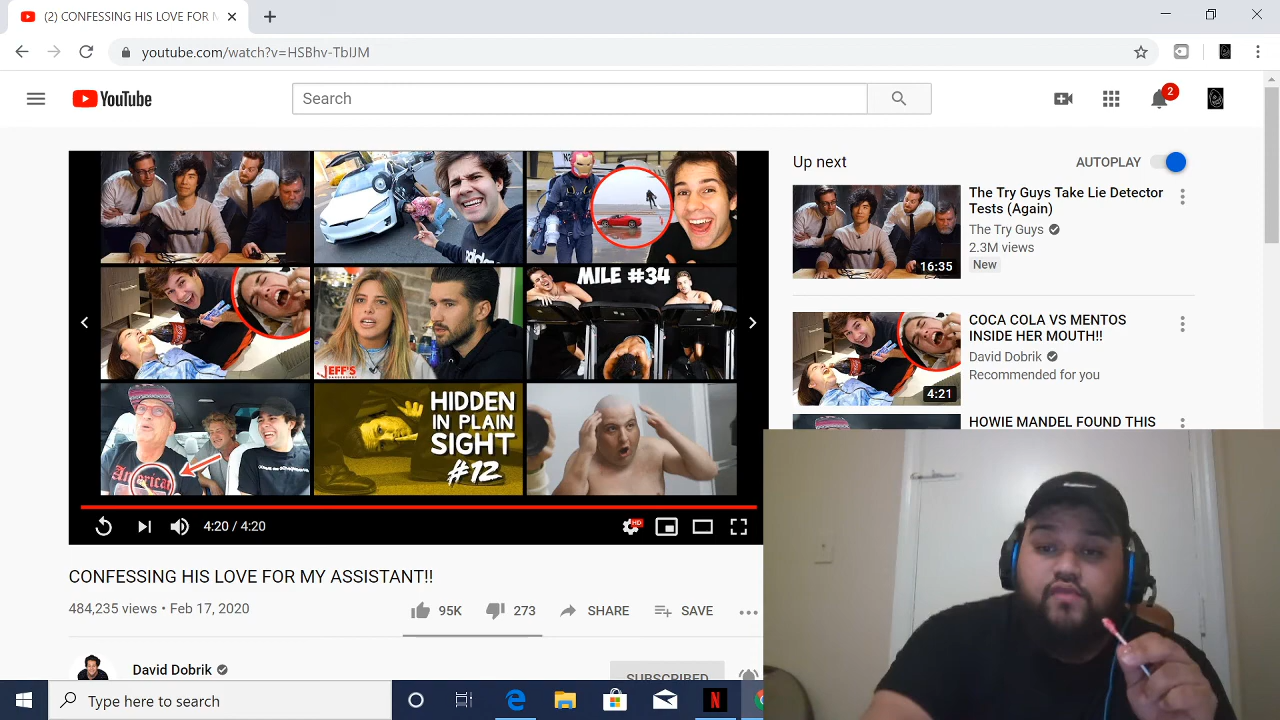 (2) CONFESSING HIS LOVE FOR M
youtube.com/watch?v=HSBhv-TbIJM
YouTube
Search
2
MILE #34
JEFF'S
American
HIDDEN
IN PLAIN
SIGHT
#12
4:20 / 4:20
HD
CONFESSING HIS LOVE FOR MY ASSISTANT!!
484,235 views • Feb 17, 2020
95K
273
SHARE
SAVE
David Dobrik
SUBSCRIBED
Up next
AUTOPLAY
The Try Guys Take Lie Detector
Tests (Again)
The Try Guys
2.3M views
New
16:35
COCA COLA VS MENTOS
INSIDE HER MOUTH!!
David Dobrik
Recommended for you
4:21
HOWIE MANDEL FOUND THIS
Type here to search